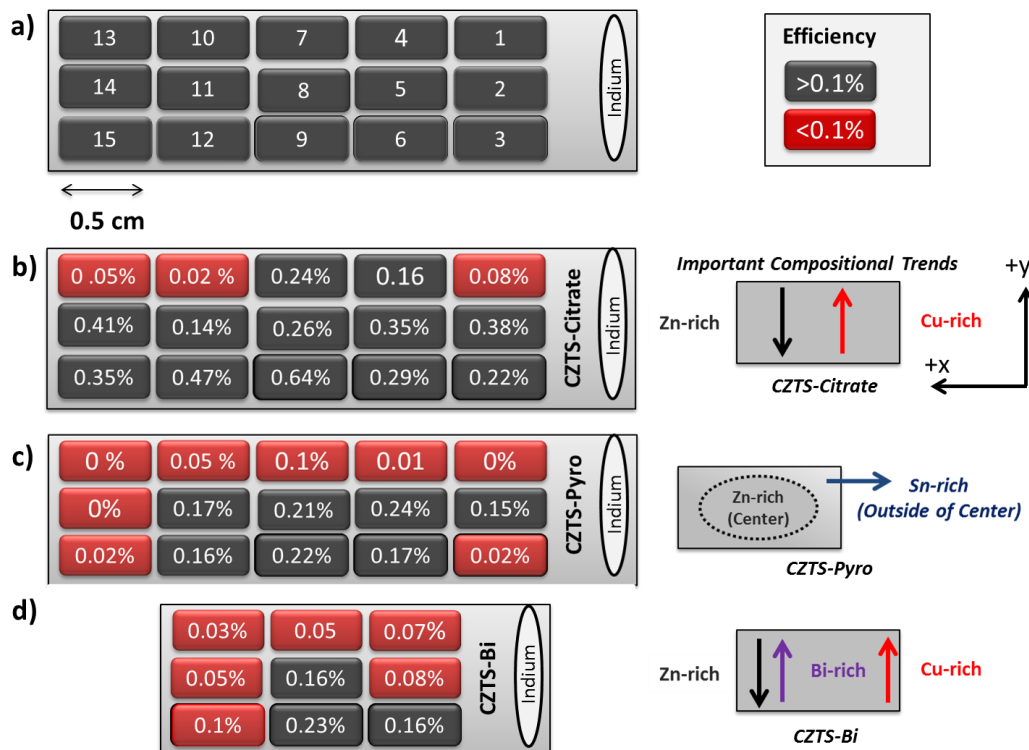 a)
13 10 7 4 1
14 11 8 5 2
15 12 9 6 3
Indium
Efficiency
>0.1%
<0.1%
0.5 cm
b)
0 .05% 0.02 % 0.24% 0.16 0.08%
0.41% 0.14% 0.26% 0.35% 0.38%
0.35% 0.47% 0.64% 0.29% 0.22%
CZTS-Citrate
Indium
Important Compositional Trends
+y
Zn-rich
Cu-rich
+x
CZTS-Citrate
c)
0 % 0.05 % 0.1% 0.01 0%
0% 0.17% 0.21% 0.24% 0.15%
0.02% 0.16% 0.22% 0.17% 0.02%
CZTS-Pyro
Indium
Zn-rich
(Center)
Sn-rich
(Outside of Center)
CZTS-Pyro
d)
0.03% 0.05 0.07%
0.05% 0.16% 0.08%
0.1% 0.23% 0.16%
CZTS-Bi
Indium
Zn-rich
Bi-rich
Cu-rich
CZTS-Bi